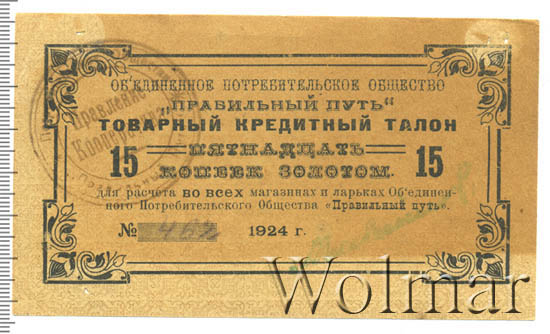 ОБ'ЕДИНЕННОЕ ПОТРЕБИТЕЛЬСКОЕ ОБЩЕСТВО
„ПРАВИЛЬНЫЙ ПУТЬ“
ТОВАРНЫЙ КРЕДИТНЫЙ ТАЛОН
15 ПЯТНАДЦАТЬ 15
КОПЕЕК ЗОЛОТОМ.
для расчета во всех магазинах и ларьках Об'единен-
ного Потребительского Общества „Правильный путь“.
№ 1924 г.
Правление
Wolmar